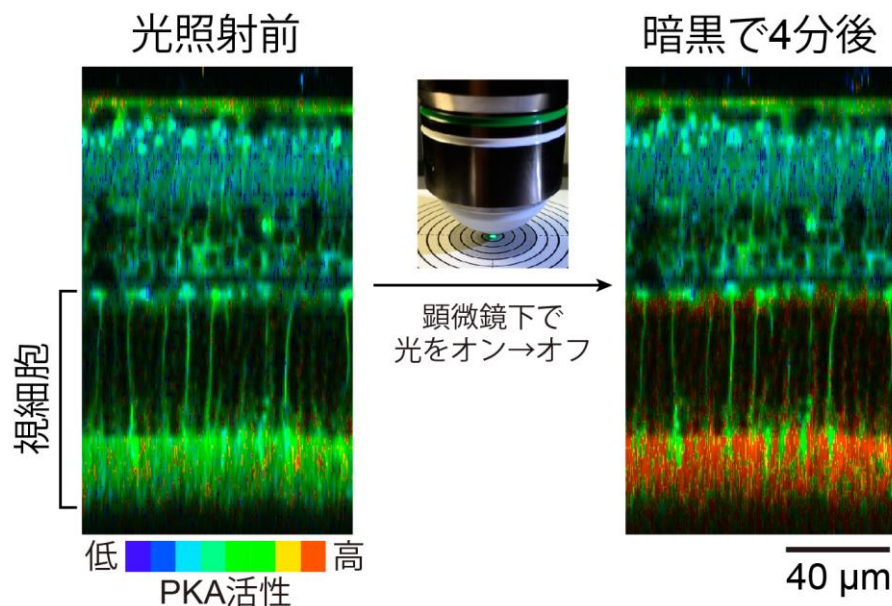 光照射前
暗黒で4分後
顕微鏡下で
光をオン→オフ
視細胞
低
高
PKA活性
40 µm